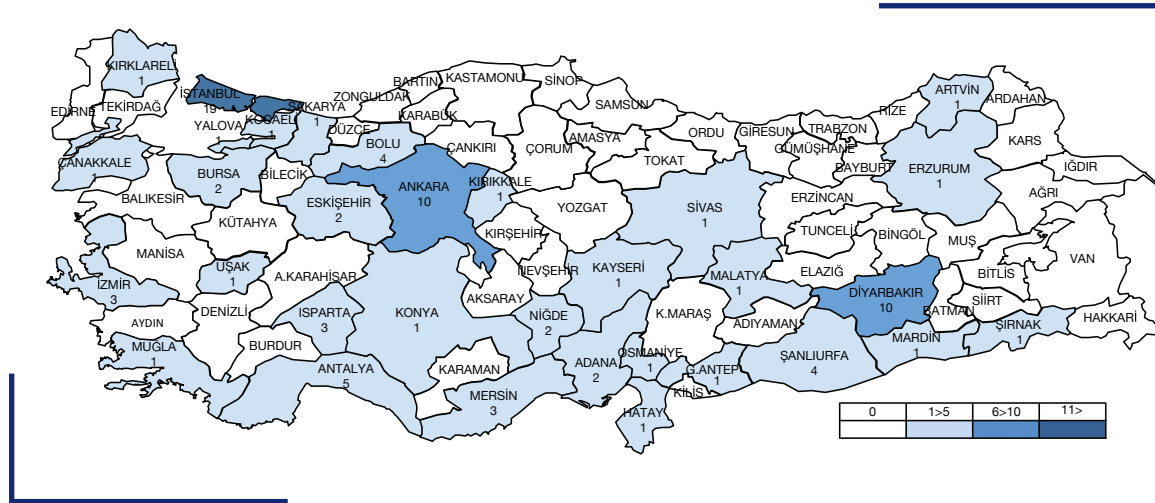 KIRKLARELİ
1
EDİRNE
TEKİRDAĞ
İSTANBUL
19
YALOVA
1
KOCAELİ
1
SAKARYA
1
DÜZCE
ZONGULDAK
BARTIN
KARABÜK
KASTAMONU
SİNOP
SAMSUN
ORDU
GİRESUN
TRABZON
RİZE
ARTVİN
1
ARDAHAN
KARS
IĞDIR
AĞRI
ERZURUM
1
BAYBURT
GÜMÜŞHANE
ERZİNCAN
TUNCELİ
BİNGÖL
MUŞ
BİTLİS
VAN
HAKKARİ
ŞIRNAK
1
SİİRT
BATMAN
MARDİN
1
DİYARBAKIR
10
ELAZIĞ
MALATYA
1
SİVAS
1
TOKAT
AMASYA
ÇORUM
ÇANKIRI
BOLU
4
ANKARA
10
KIRIKKALE
1
YOZGAT
KIRŞEHİR
NEVŞEHİR
KAYSERİ
1
AKSARAY
NİĞDE
2
KONYA
1
ESKİŞEHİR
2
BİLECİK
BURSA
2
ÇANAKKALE
1
BALIKESİR
KÜTAHYA
MANİSA
UŞAK
1
A.KARAHİSAR
İZMİR
3
AYDIN
DENİZLİ
ISPARTA
3
BURDUR
MUĞLA
1
ANTALYA
5
KARAMAN
MERSİN
3
ADANA
2
OSMANİYE
1
HATAY
1
K.MARAŞ
G.ANTEP
1
KİLİS
ADIYAMAN
ŞANLIURFA
4
0
1>5
6>10
11>